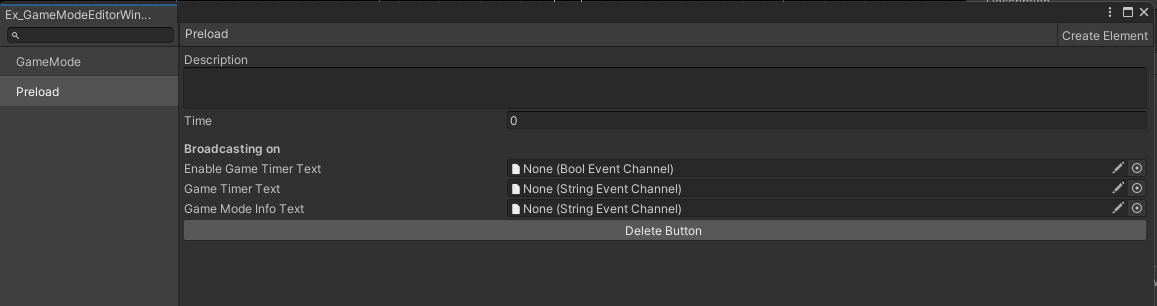 Ex_GameModeEditorWin...
Preload
Create Element
GameMode
Preload
Description
Time
0
Broadcasting on
Enable Game Timer Text
None (Bool Event Channel)
Game Timer Text
None (String Event Channel)
Game Mode Info Text
None (String Event Channel)
Delete Button